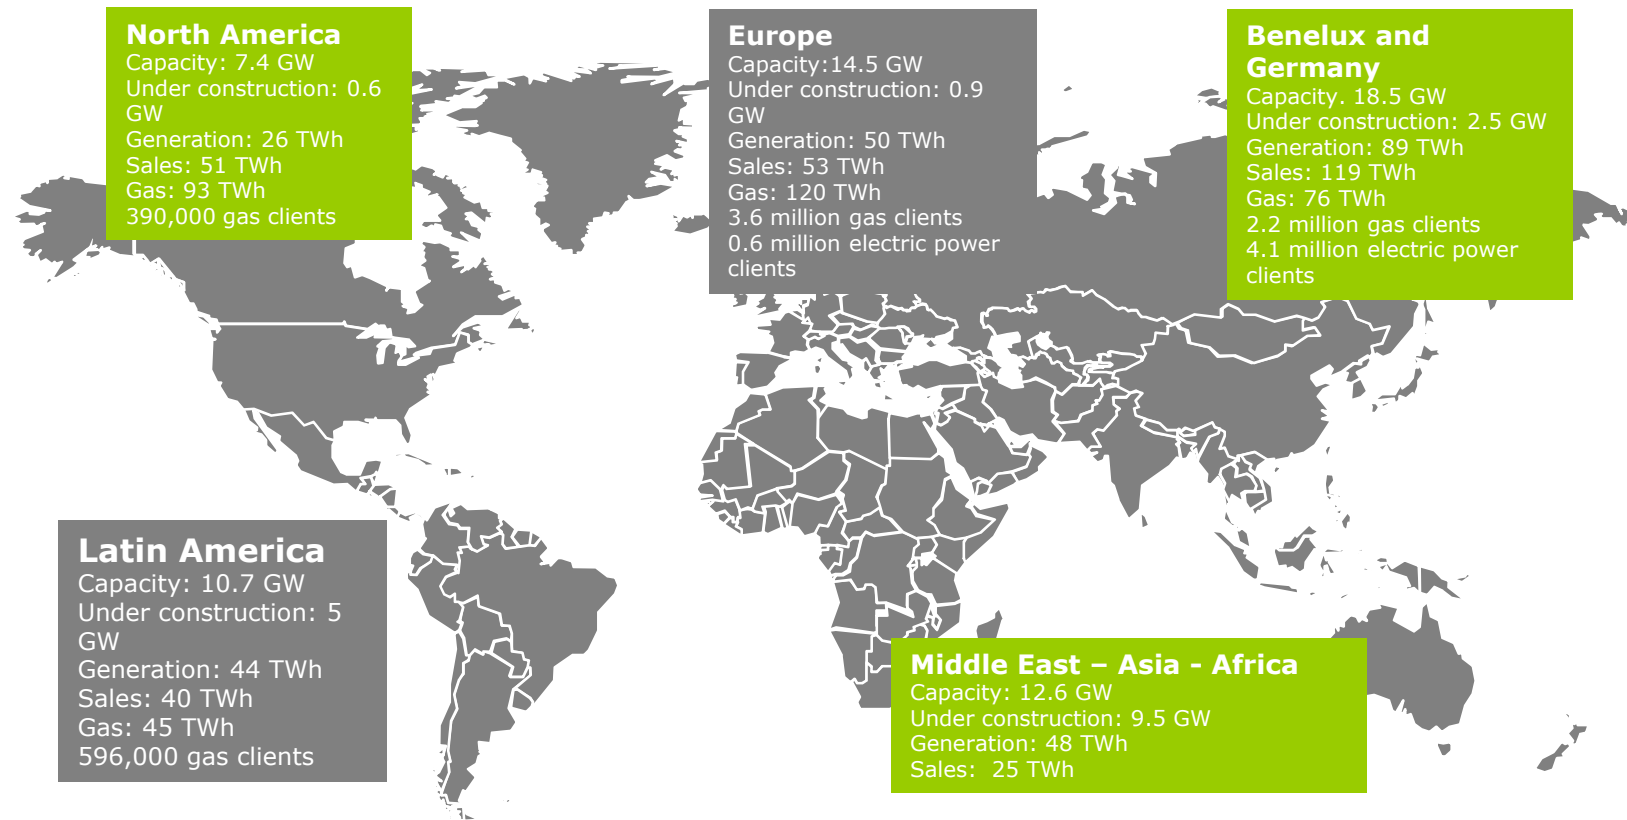 North America
Capacity: 7.4 GW
Under construction: 0.6
GW
Generation: 26 TWh
Sales: 51 TWh
Gas: 93 TWh
390,000 gas clients
Europe
Capacity:14.5 GW
Under construction: 0.9
GW
Generation: 50 TWh
Sales: 53 TWh
Gas: 120 TWh
3.6 million gas clients
0.6 million electric power
clients
Benelux and
Germany
Capacity. 18.5 GW
Under construction: 2.5 GW
Generation: 89 TWh
Sales: 119 TWh
Gas: 76 TWh
2.2 million gas clients
4.1 million electric power
clients
Latin America
Capacity: 10.7 GW
Under construction: 5
GW
Generation: 44 TWh
Sales: 40 TWh
Gas: 45 TWh
596,000 gas clients
Middle East – Asia - Africa
Capacity: 12.6 GW
Under construction: 9.5 GW
Generation: 48 TWh
Sales:  25 TWh